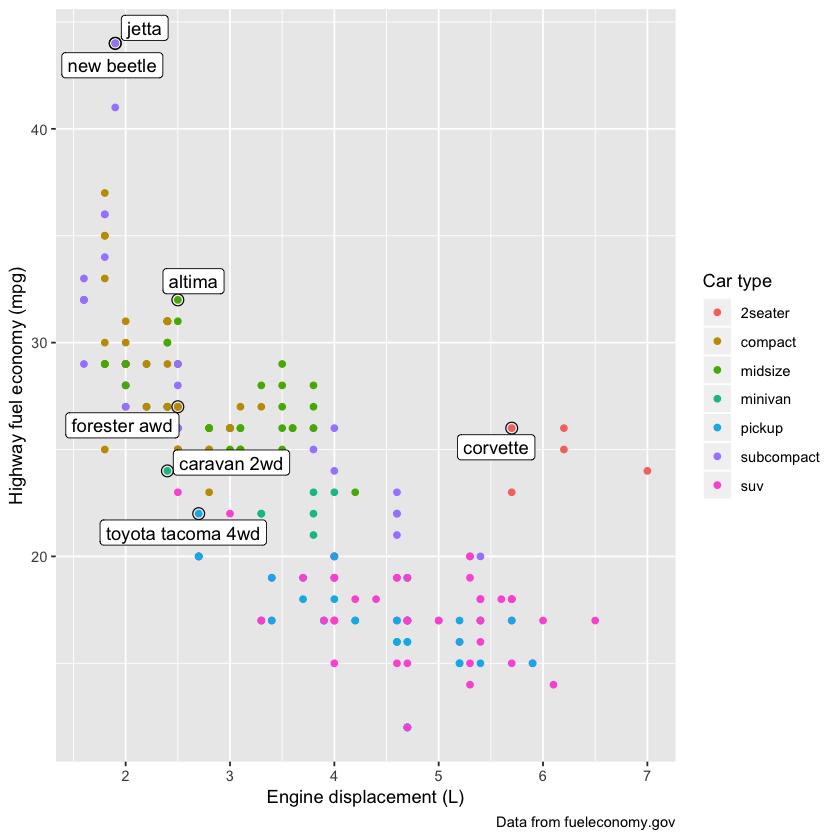 jetta
new beetle
altima
forester awd
caravan 2wd
corvette
toyota tacoma 4wd
Highway fuel economy (mpg)
40
30
20
2 3 4 5 6 7
Engine displacement (L)
Car type
2seater
compact
midsize
minivan
pickup
subcompact
suv
Data from fueleconomy.gov